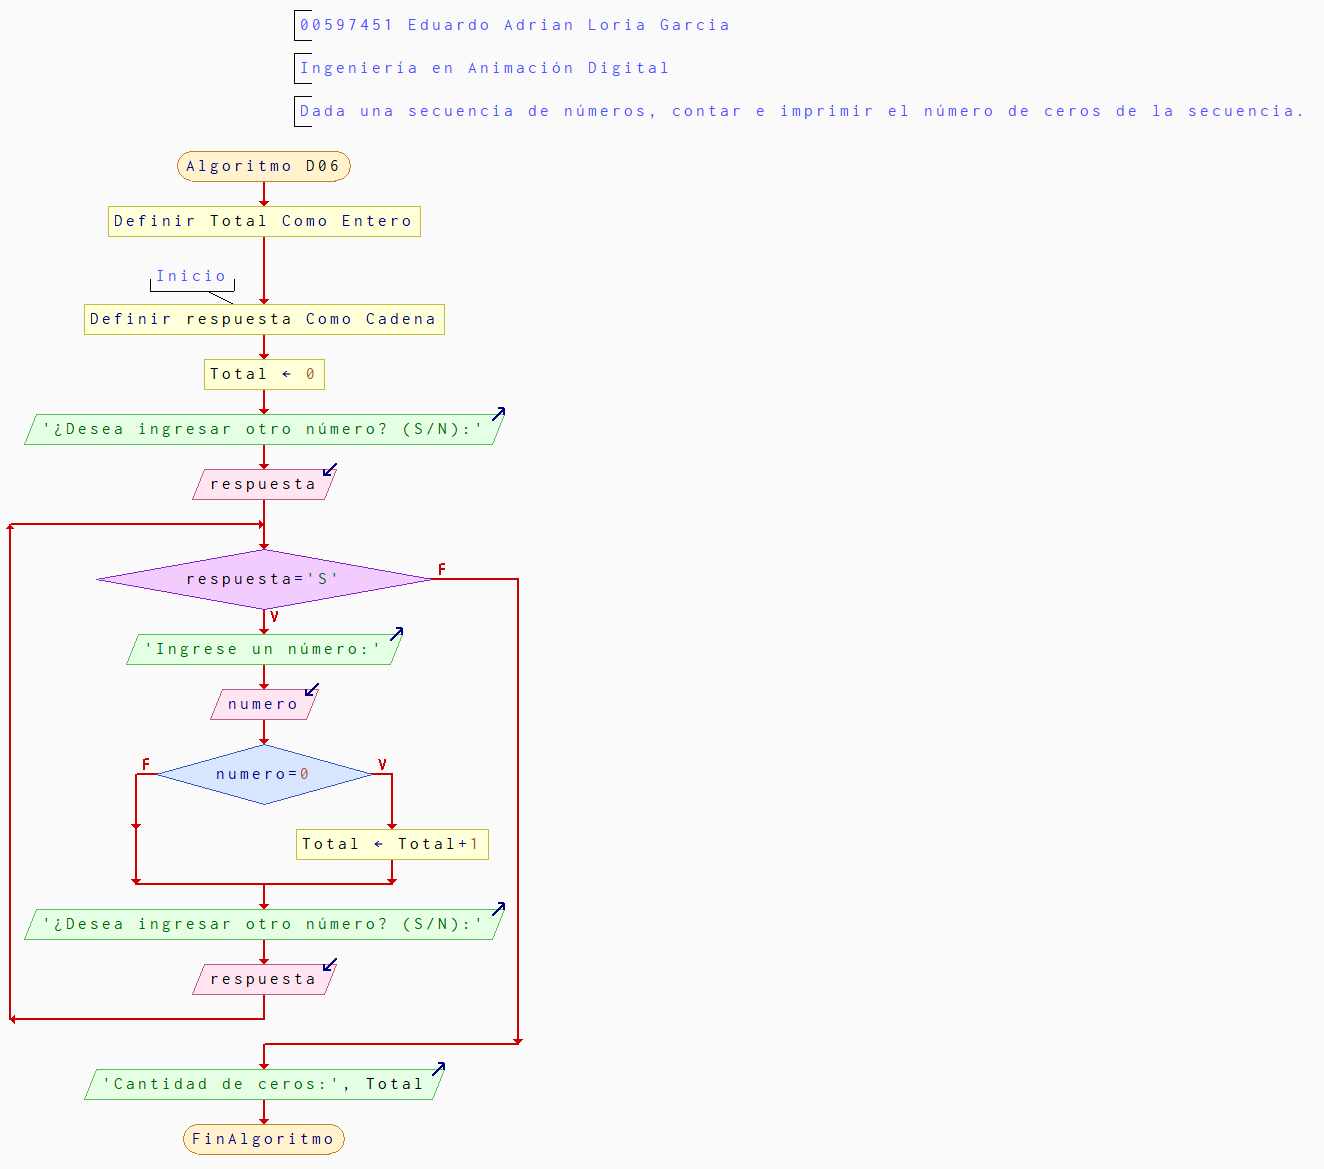 00597451 Eduardo Adrian Loria Garcia
Ingeniería en Animación Digital
Dada una secuencia de números, contar e imprimir el número de ceros de la secuencia.
Algoritmo D06
Definir Total Como Entero
Inicio
Definir respuesta Como Cadena
Total ← 0
'¿Desea ingresar otro número? (S/N):'
respuesta
respuesta='S'
F
V
'Ingrese un número:'
numero
F
V
numero=0
Total ← Total+1
'¿Desea ingresar otro número? (S/N):'
respuesta
'Cantidad de ceros:', Total
FinAlgoritmo